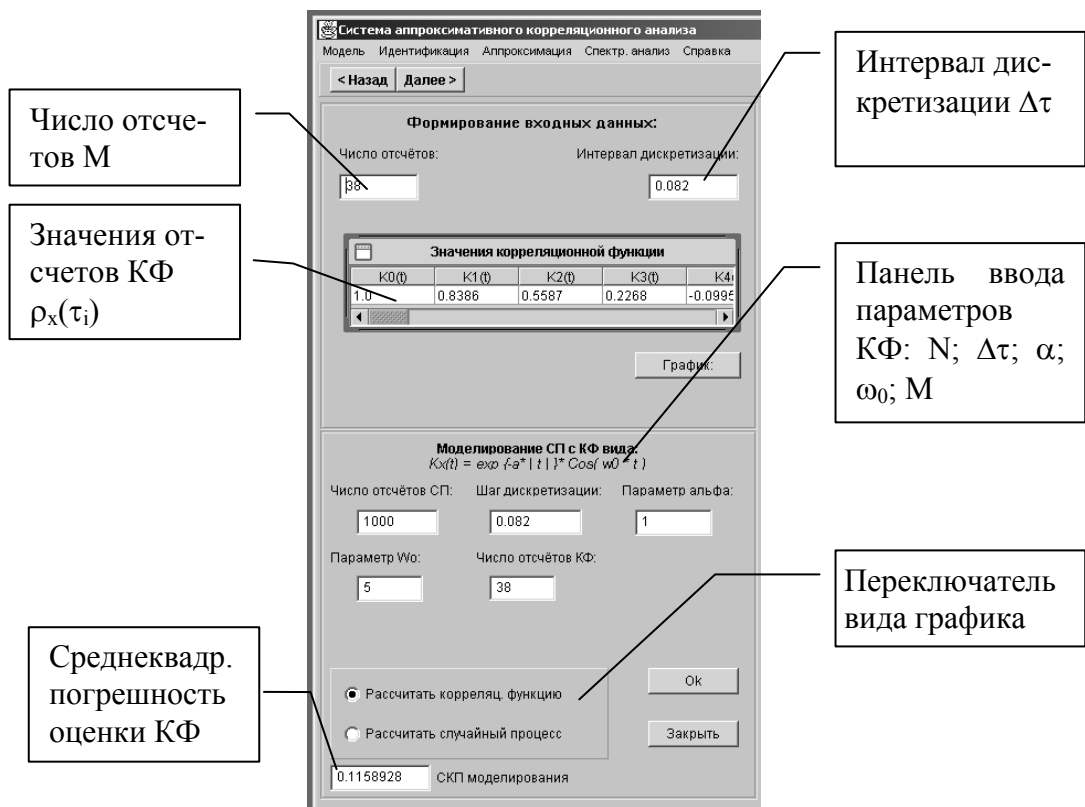 Система аппроксимативного корреляционного анализа
Модель Идентификация Аппроксимация Спектр. анализ Справка
< Назад Далее >
Формирование входных данных:
Число отсчётов: Интервал дискретизации:
38 0.082
Значения корреляционной функции
K0(t) K1(t) K2(t) K3(t) K4(
1.0 0.8386 0.5587 0.2268 -0.0995
График:
Моделирование СП с КФ вида:
Kx(t) = exp {-a* | t | }* Cos( w0 * t )
Число отсчётов СП: Шаг дискретизации: Параметр альфа:
1000 0.082 1
Параметр Wo: Число отсчётов КФ:
5 38
Рассчитать корреляц. функцию
Ok
Рассчитать случайный процесс
Закрыть
0.1158928 СКП моделирования
Число отсче-
тов М
Значения от-
счетов КФ
ρx(τi)
Среднеквадр.
погрешность
оценки КФ
Интервал дис-
кретизации Δτ
Панель ввода
параметров
КФ: N; Δτ; α;
ω0; М
Переключатель
вида графика